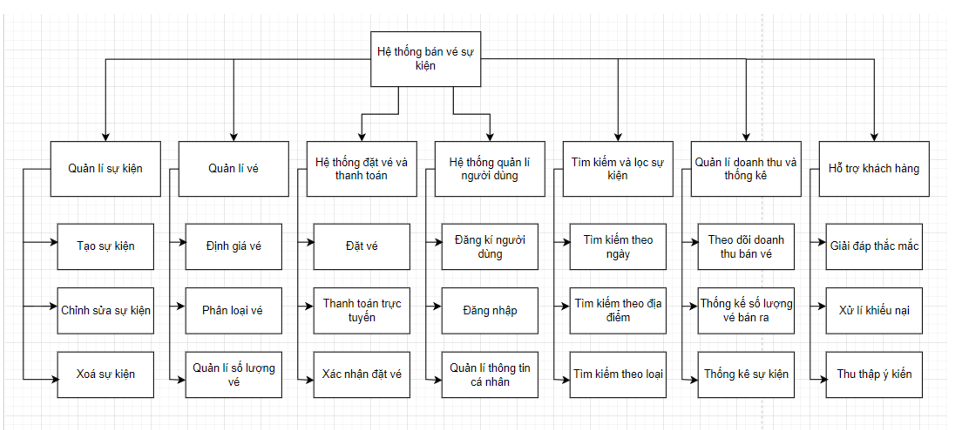 Hệ thống bán vé sự
kiện
Quản lí sự kiện
Quản lí vé
Hệ thống đặt vé và
thanh toán
Hệ thống quản lí
người dùng
Tìm kiếm và lọc sự
kiện
Quản lí doanh thu và
thống kê
Hỗ trợ khách hàng
Tạo sự kiện
Định giá vé
Đặt vé
Đăng kí người
dùng
Tìm kiếm theo
ngày
Theo dõi doanh
thu bán vé
Giải đáp thắc mắc
Chỉnh sửa sự kiện
Phân loại vé
Thanh toán trực
tuyến
Đăng nhập
Tìm kiếm theo địa
điểm
Thống kế số lượng
vé bán ra
Xử lí khiếu nại
Xoá sự kiện
Quản lí số lượng
vé
Xác nhận đặt vé
Quản lí thông tin
cá nhân
Tìm kiếm theo loại
Thống kê sự kiện
Thu thập ý kiến